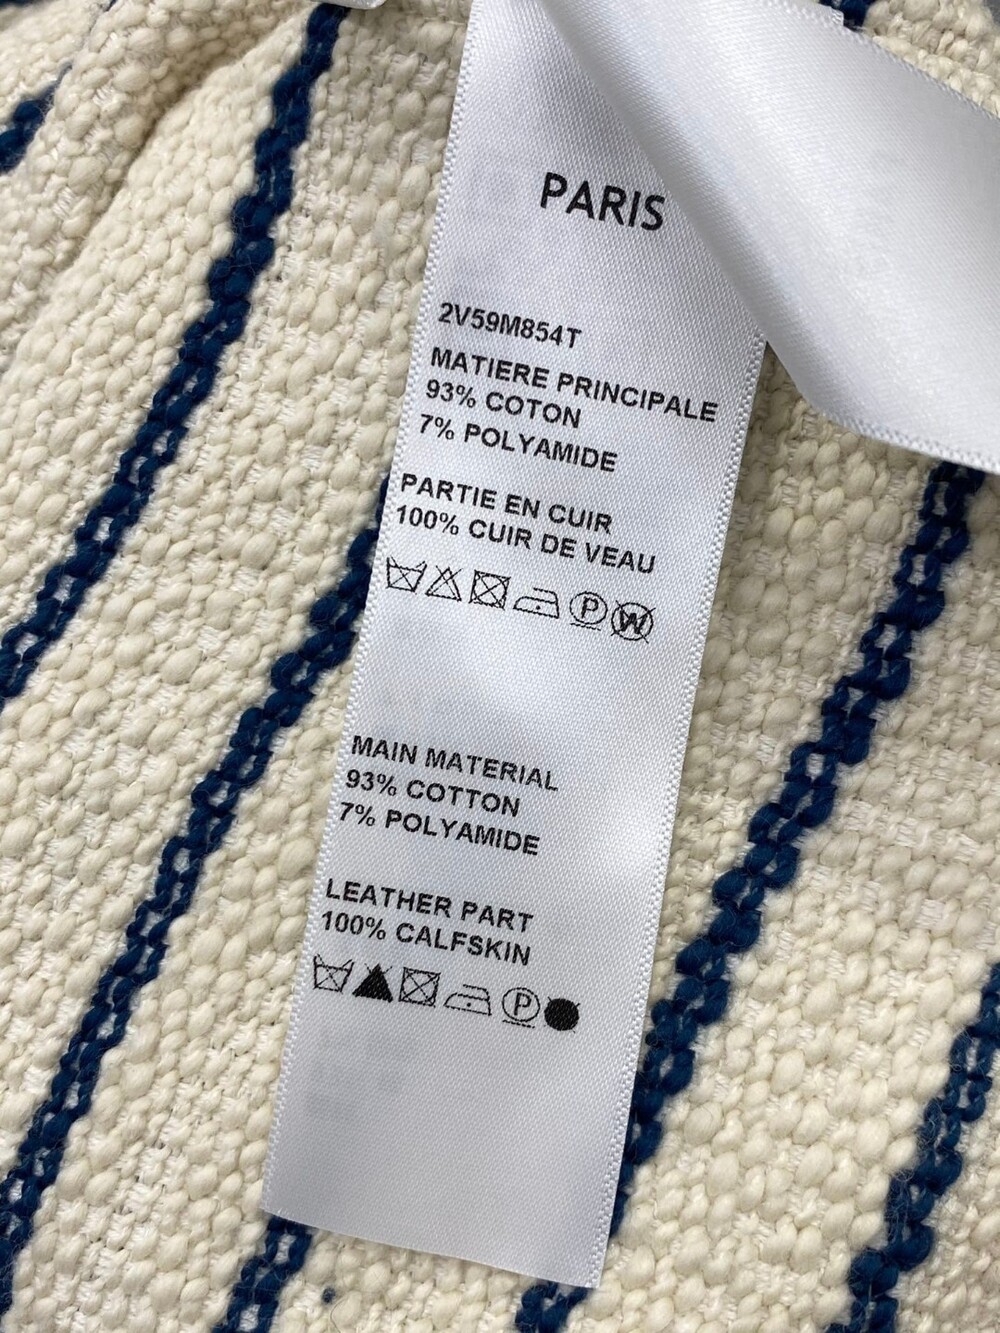 PARIS
2V59M854T
MATIERE PRINCIPALE
93% COTON
7% POLYAMIDE
PARTIE EN CUIR
100% CUIR DE VEAU
P W
MAIN MATERIAL
93% COTTON
7% POLYAMIDE
LEATHER PART
100% CALFSKIN
P